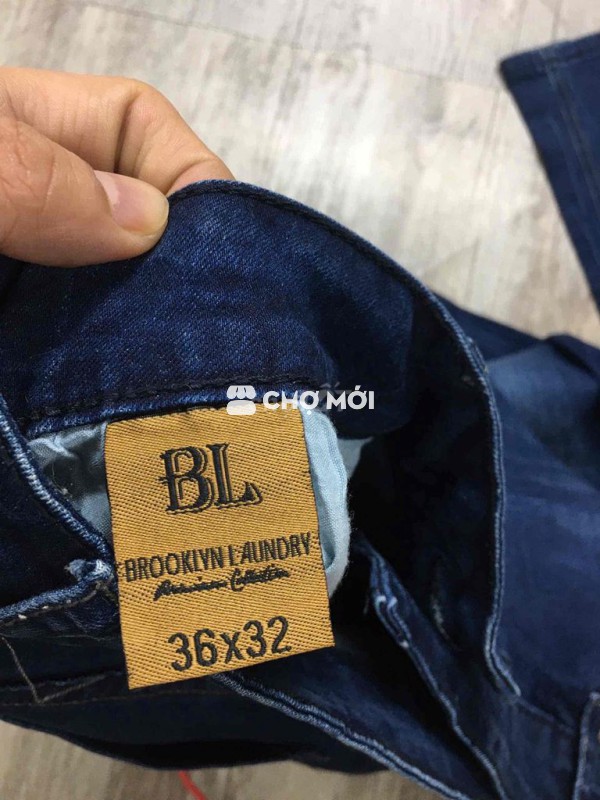 CHỢ MỚI
BL
BROOKLYN LAUNDRY
Premium Collection
36x32